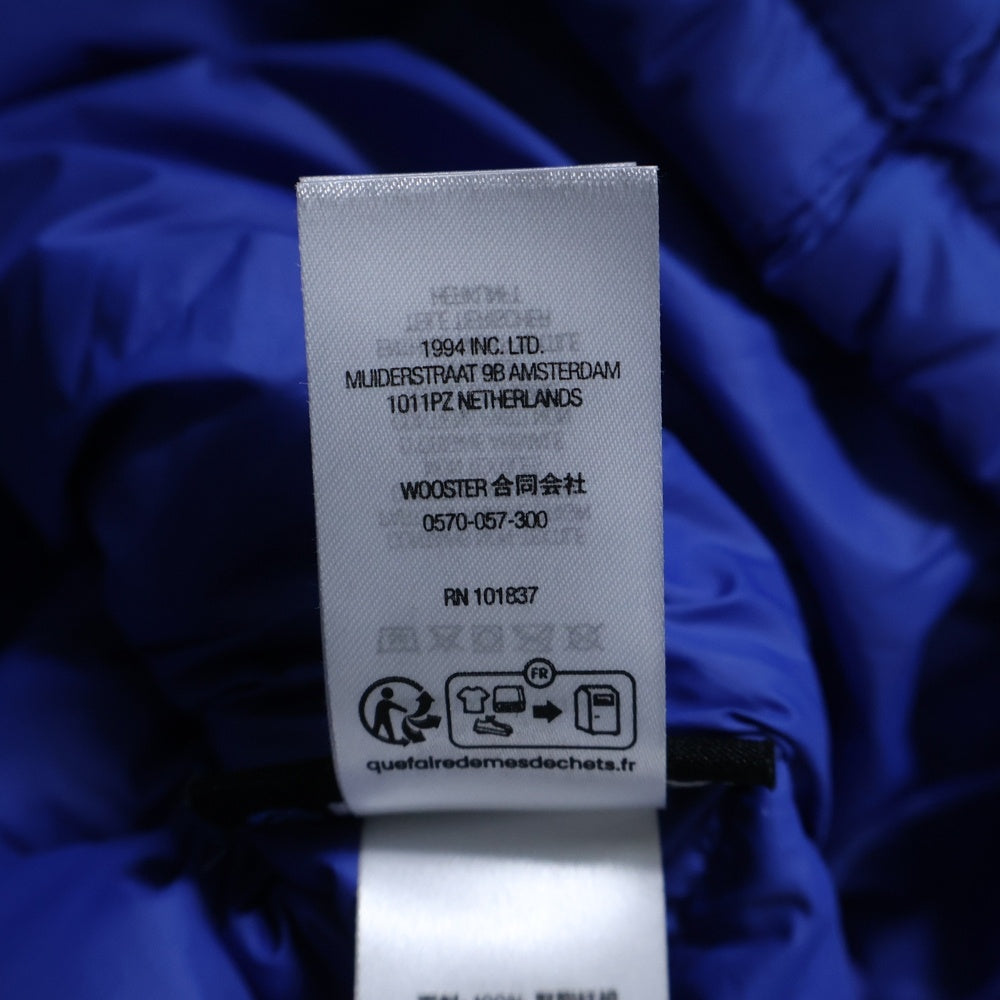 1994 INC. LTD.
MUIDERSTRAAT 9B AMSTERDAM
1011PZ NETHERLANDS
WOOSTER 合同会社
0570-057-300
RN 101837
FR
quefairedemesdechets.fr